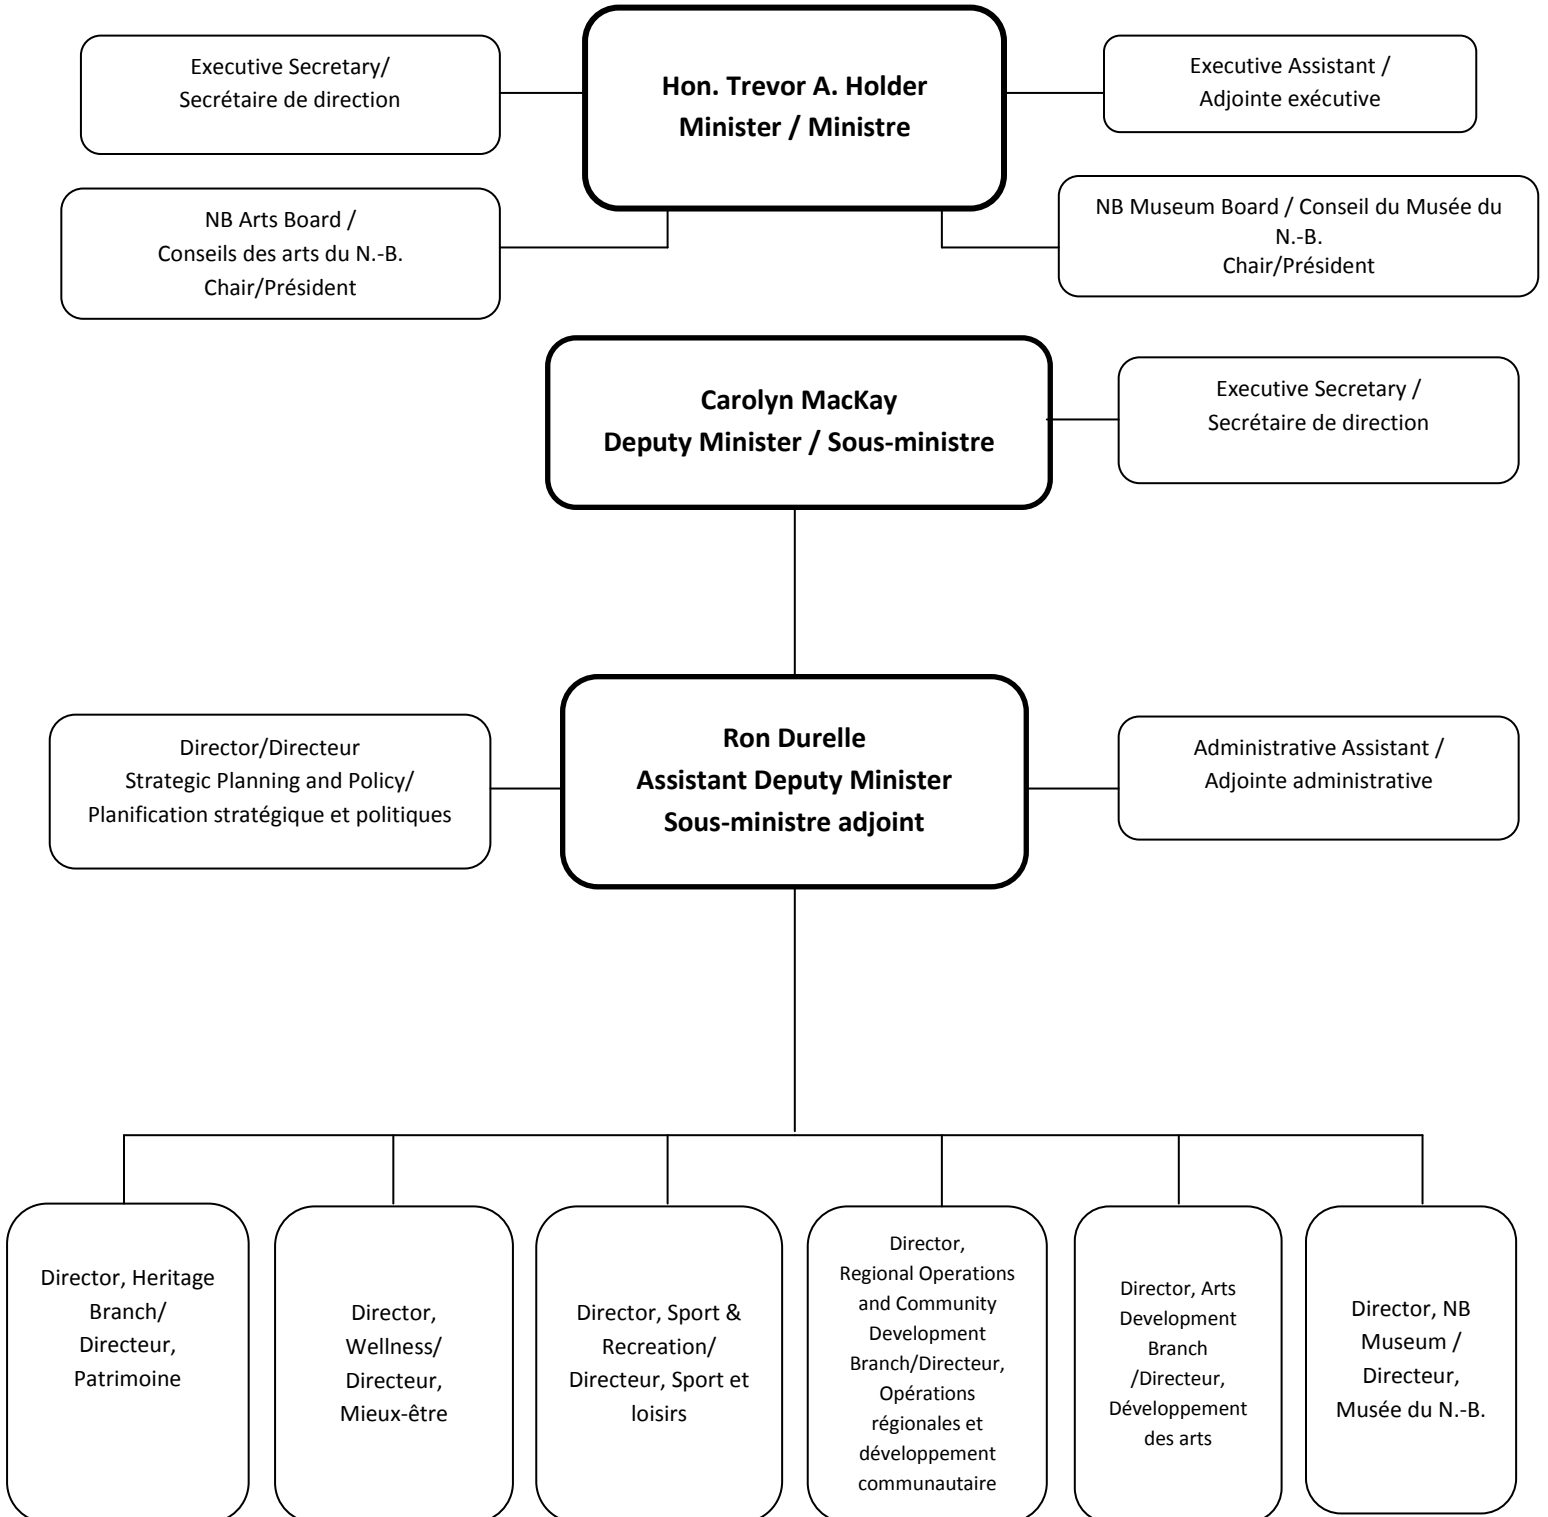 Executive Secretary/
Secrétaire de direction
Hon. Trevor A. Holder
Minister / Ministre
Executive Assistant /
Adjointe exécutive
NB Arts Board /
Conseils des arts du N.-B.
Chair/Président
NB Museum Board / Conseil du Musée du
N.-B.
Chair/Président
Carolyn MacKay
Deputy Minister / Sous-ministre
Executive Secretary /
Secrétaire de direction
Director/Directeur
Strategic Planning and Policy/
Planification stratégique et politiques
Ron Durelle
Assistant Deputy Minister
Sous-ministre adjoint
Administrative Assistant /
Adjointe administrative
Director, Heritage
Branch/
Directeur,
Patrimoine
Director,
Wellness/
Directeur,
Mieux-être
Director, Sport &
Recreation/
Directeur, Sport et
loisirs
Director,
Regional Operations
and Community
Development
Branch/Directeur,
Opérations
régionales et
développement
communautaire
Director, Arts
Development
Branch
/Directeur,
Développement
des arts
Director, NB
Museum /
Directeur,
Musée du N.-B.